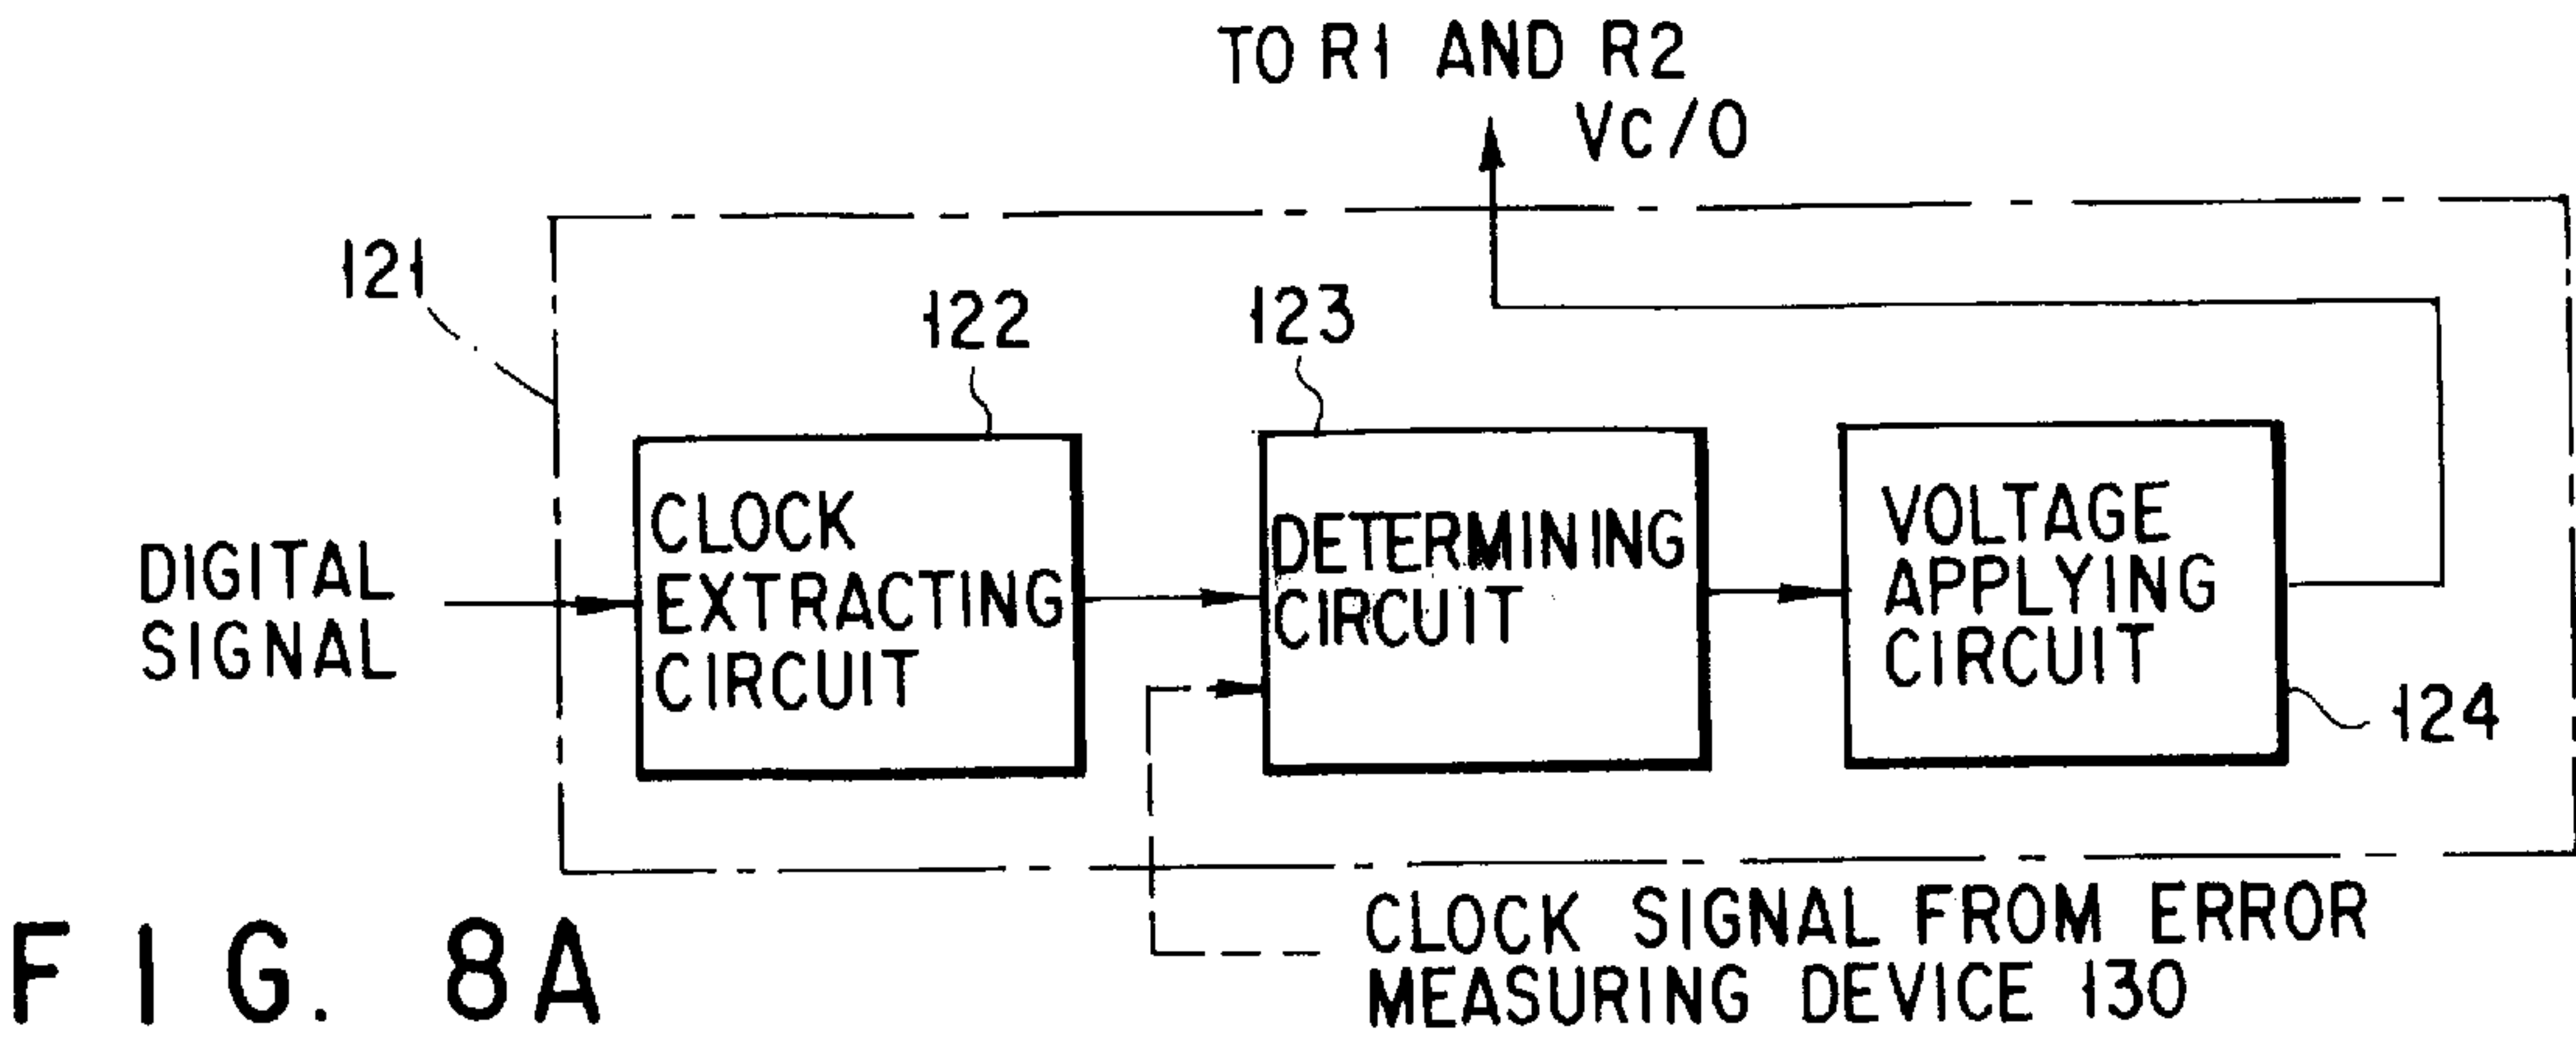 TO R1 AND R2
Vc/0
121
122
123
DIGITAL
SIGNAL
CLOCK
EXTRACTING
CIRCUIT
DETERMINING
CIRCUIT
VOLTAGE
APPLYING
CIRCUIT
124
CLOCK SIGNAL FROM ERROR
MEASURING DEVICE 130
FIG. 8A